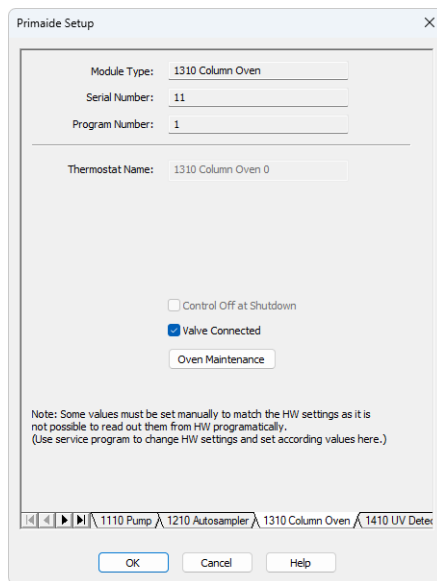 Primaide Setup
Module Type: 1310 Column Oven
Serial Number: 11
Program Number: 1
Thermostat Name: 1310 Column Oven 0
Control Off at Shutdown
Valve Connected
Oven Maintenance
Note: Some values must be set manually to match the HW settings as it is
not possible to read out them from HW programatically.
(Use service program to change HW settings and set according values here.)
1110 Pump 1210 Autosampler 1310 Column Oven 1410 UV Detec
OK Cancel Help